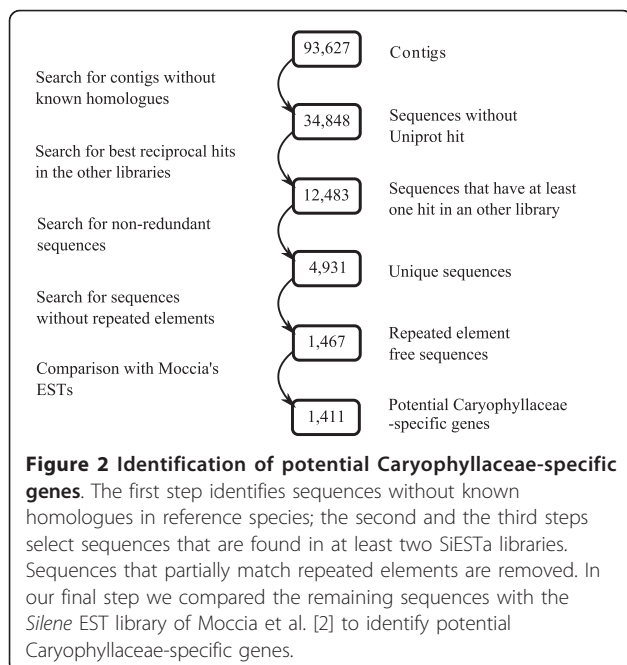 93,627
Contigs
Search for contigs without
known homologues
34,848
Sequences without
Uniprot hit
Search for best reciprocal hits
in the other libraries
12,483
Sequences that have at least
one hit in an other library
Search for non-redundant
sequences
4,931
Unique sequences
Search for sequences
without repeated elements
1,467
Repeated element
free sequences
Comparison with Moccia's
ESTs
1,411
Potential Caryophyllaceae
-specific genes
Figure 2 Identification of potential Caryophyllaceae-specific
genes. The first step identifies sequences without known
homologues in reference species; the second and the third steps
select sequences that are found in at least two SiESTa libraries.
Sequences that partially match repeated elements are removed. In
our final step we compared the remaining sequences with the
Silene EST library of Moccia et al. [2] to identify potential
Caryophyllaceae-specific genes.